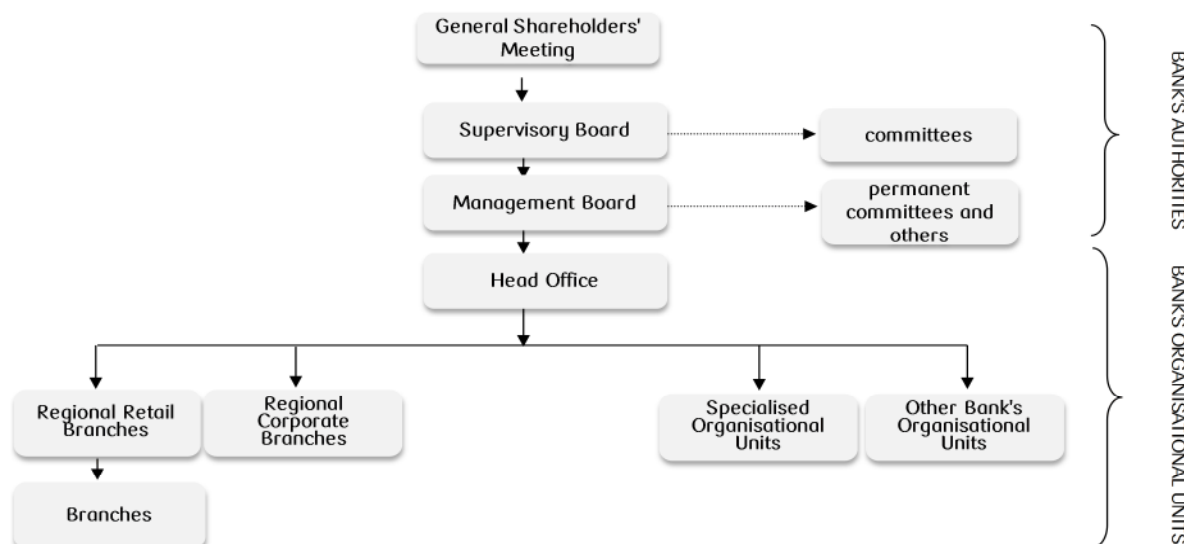 General Shareholders'
Meeting
Supervisory Board
committees
Management Board
permanent
committees and
others
BANK'S AUTHORITIES
Head Office
Regional Retail
Branches
Regional
Corporate
Branches
Specialised
Organisational
Units
Other Bank's
Organisational
Units
Branches
BANK'S ORGANISATIONAL UNITS